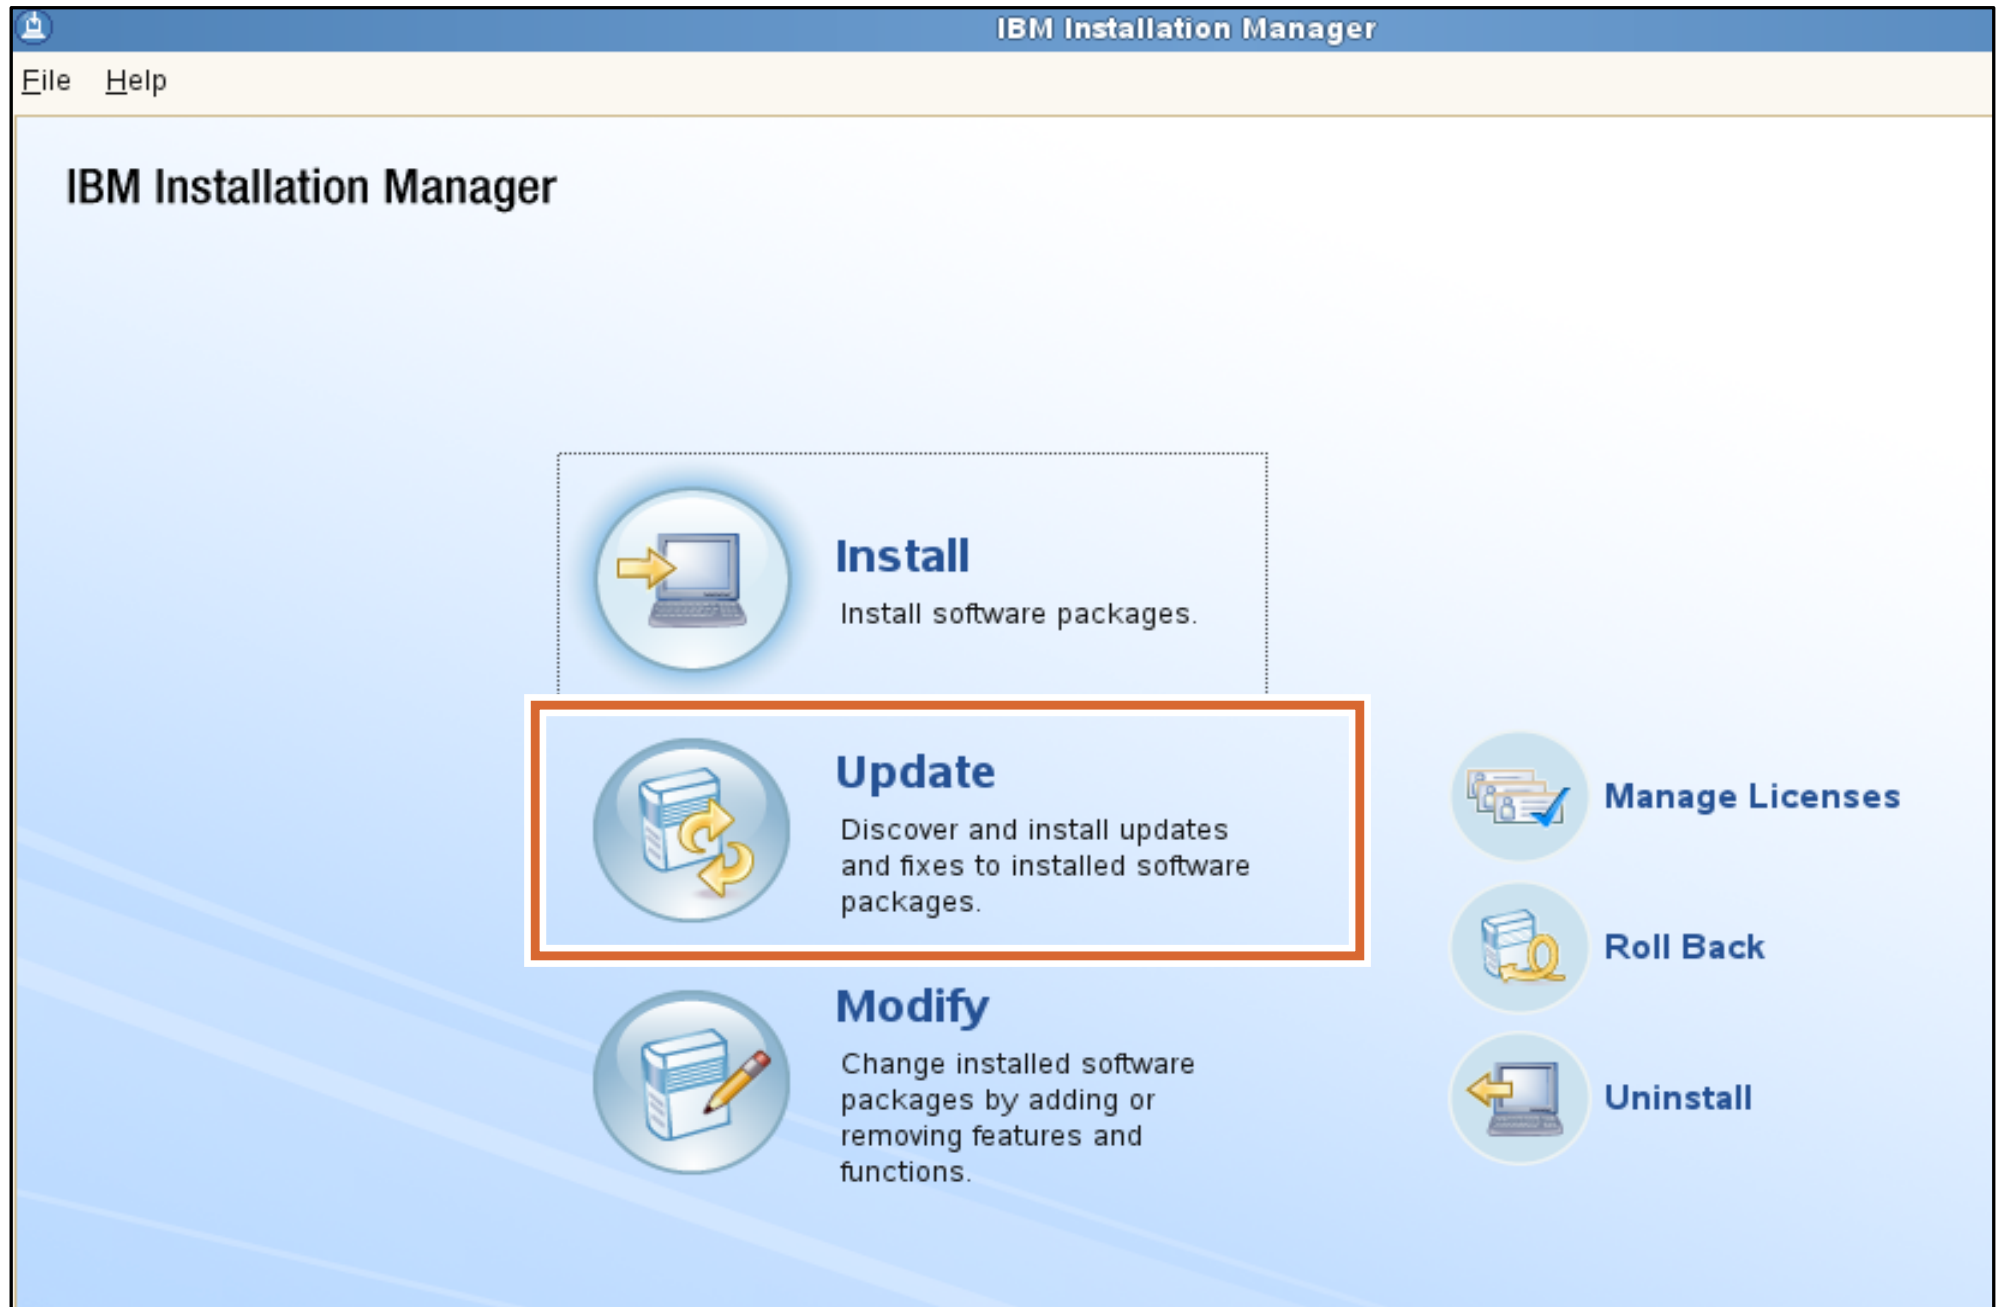 IBM Installation Manager
File Help
IBM Installation Manager
Install
Install software packages.
Update
Discover and install updates
and fixes to installed software
packages.
Modify
Change installed software
packages by adding or
removing features and
functions.
Manage Licenses
Roll Back
Uninstall